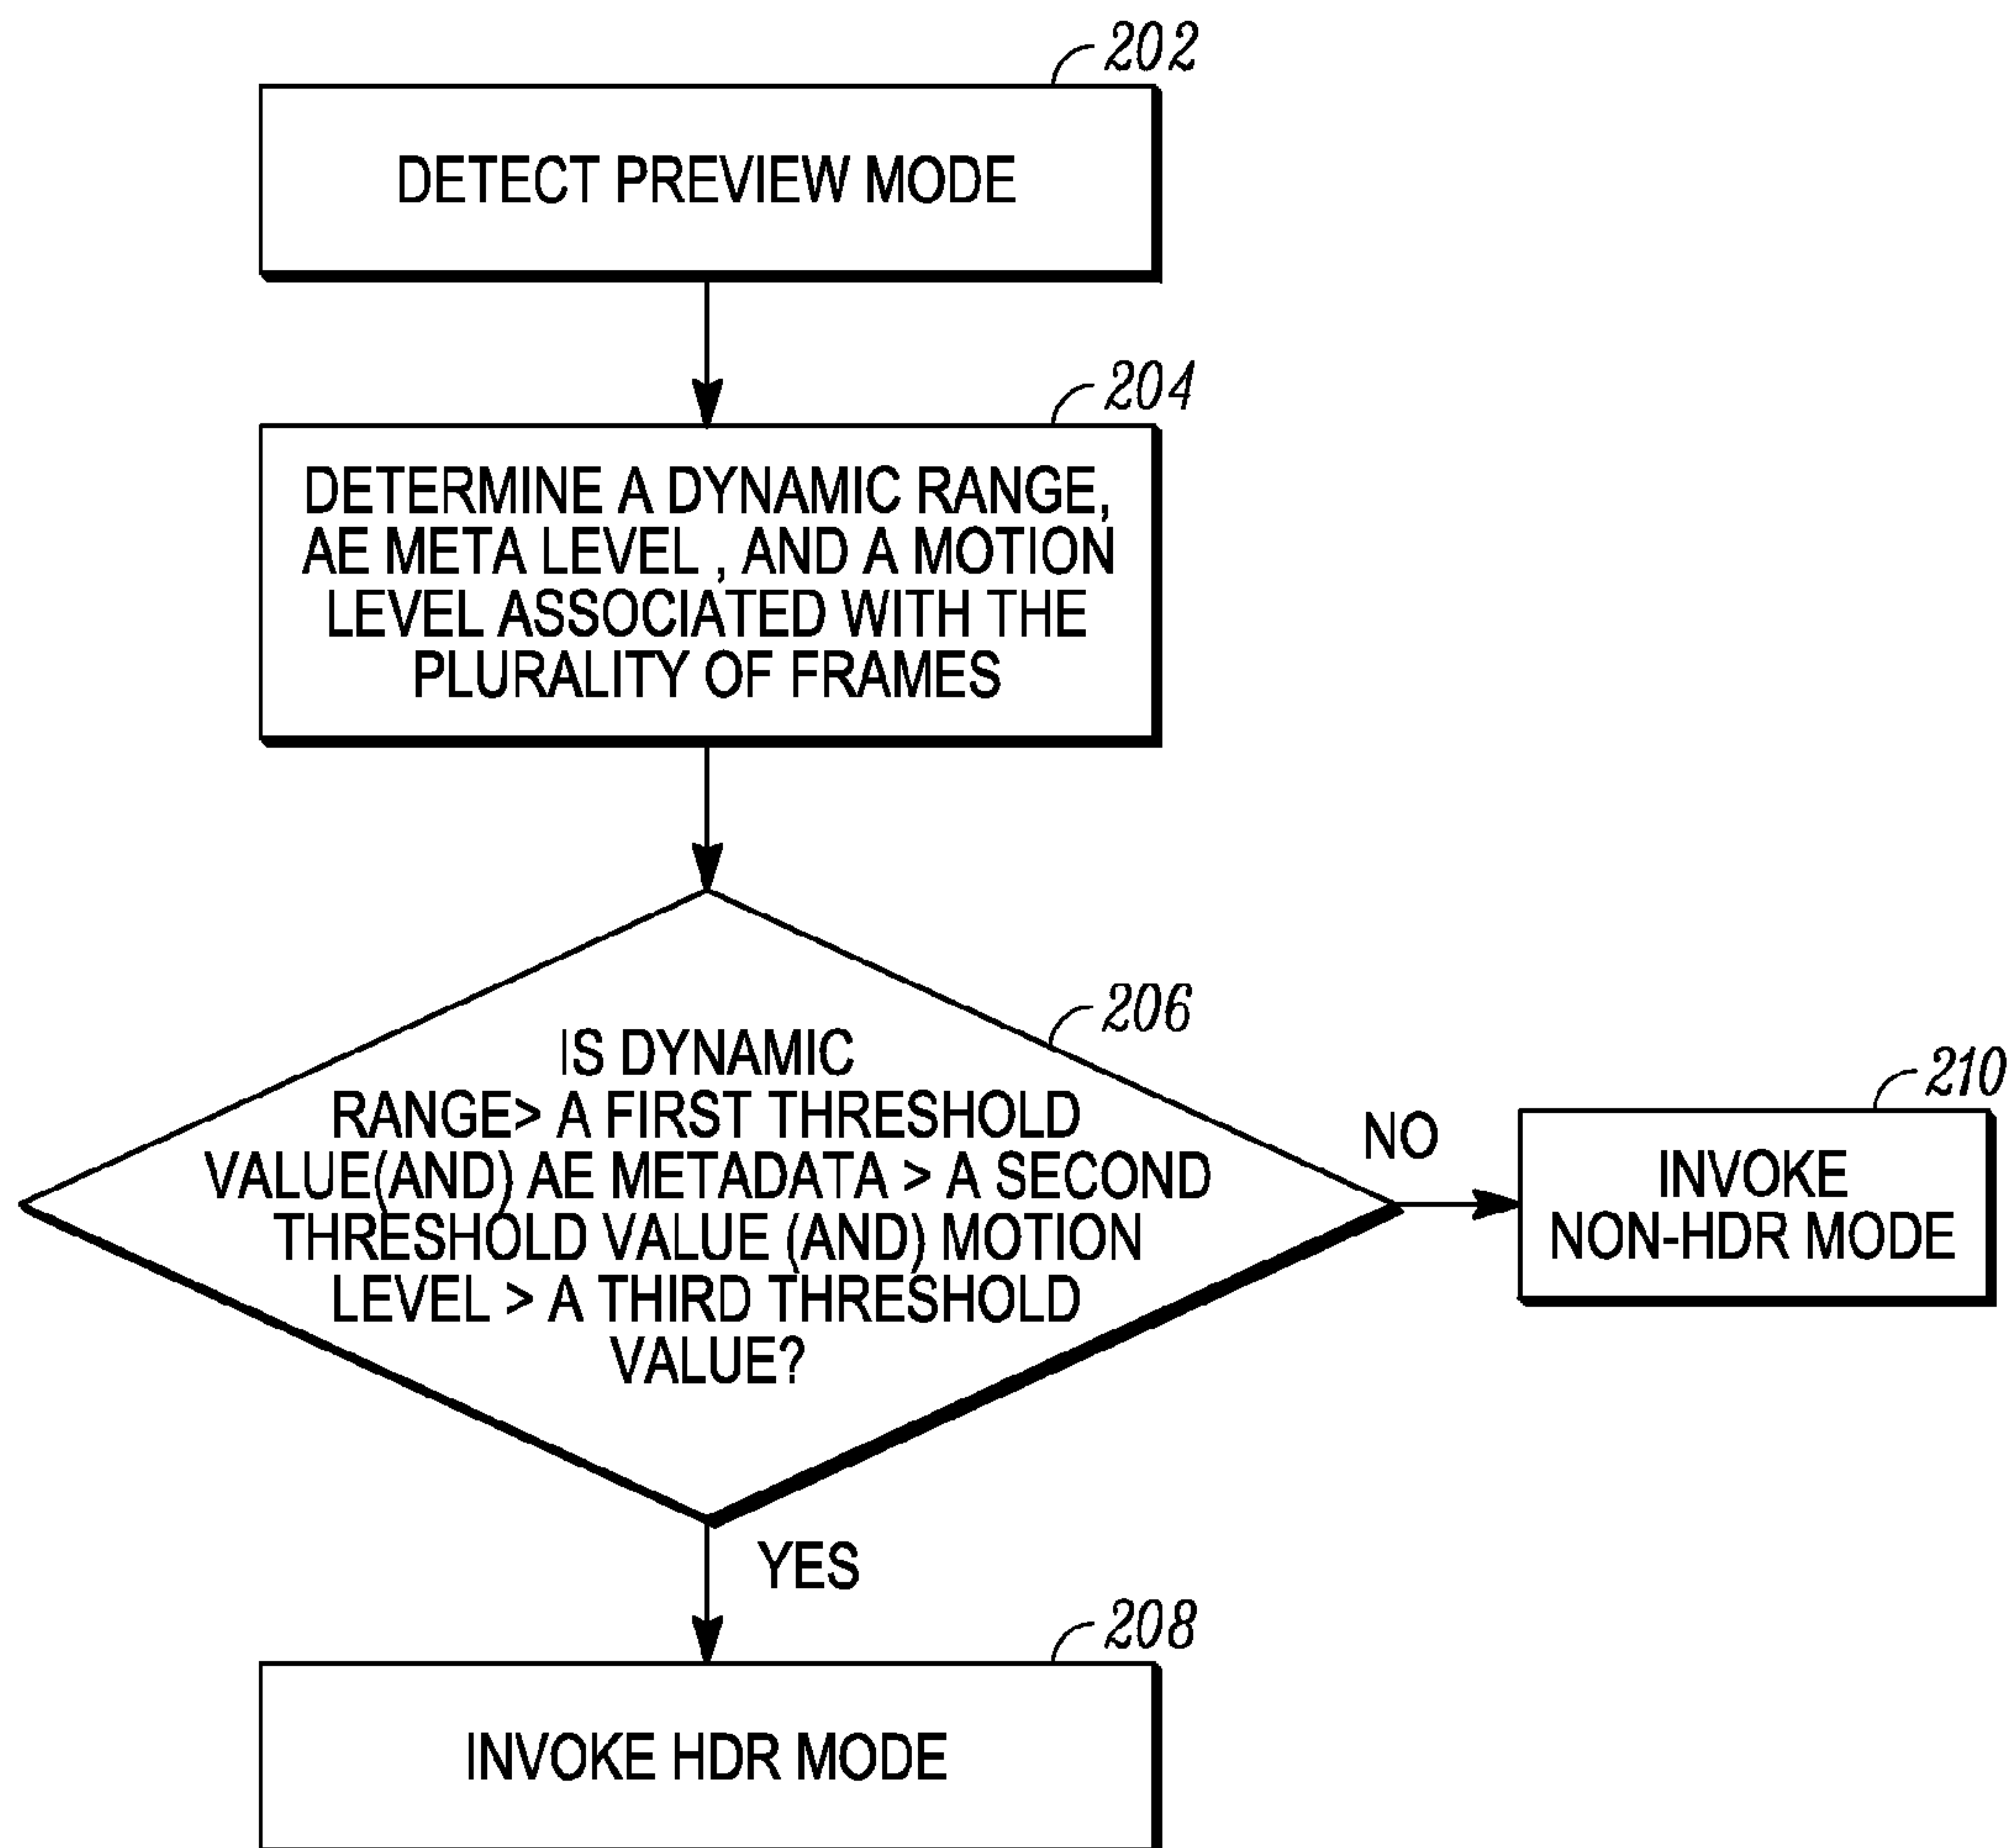 202
DETECT PREVIEW MODE
204
DETERMINE A DYNAMIC RANGE,
AE META LEVEL , AND A MOTION
LEVEL ASSOCIATED WITH THE
PLURALITY OF FRAMES
206
IS DYNAMIC
RANGE> A FIRST THRESHOLD
VALUE(AND) AE METADATA > A SECOND
THRESHOLD VALUE (AND) MOTION
LEVEL > A THIRD THRESHOLD
VALUE?
NO
210
INVOKE
NON-HDR MODE
YES
208
INVOKE HDR MODE